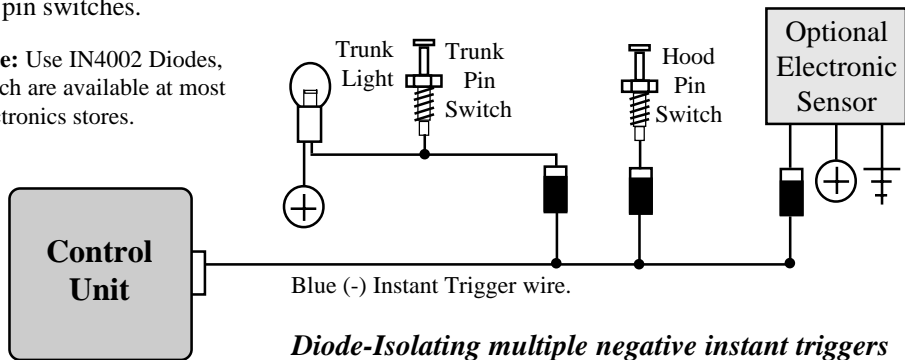 pin switches.
e: Use IN4002 Diodes,
ch are available at most
ctronics stores.
Trunk
Light
Trunk
Pin
Switch
Hood
Pin
Switch
Optional
Electronic
Sensor
Control
Unit
Blue (-) Instant Trigger wire.
Diode-Isolating multiple negative instant triggers